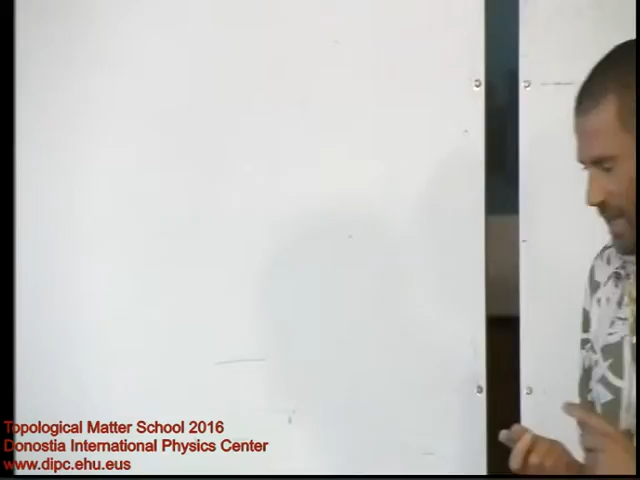 Topological Matter School 2016
Donostia International Physics Center
www.dipc.ehu.eus